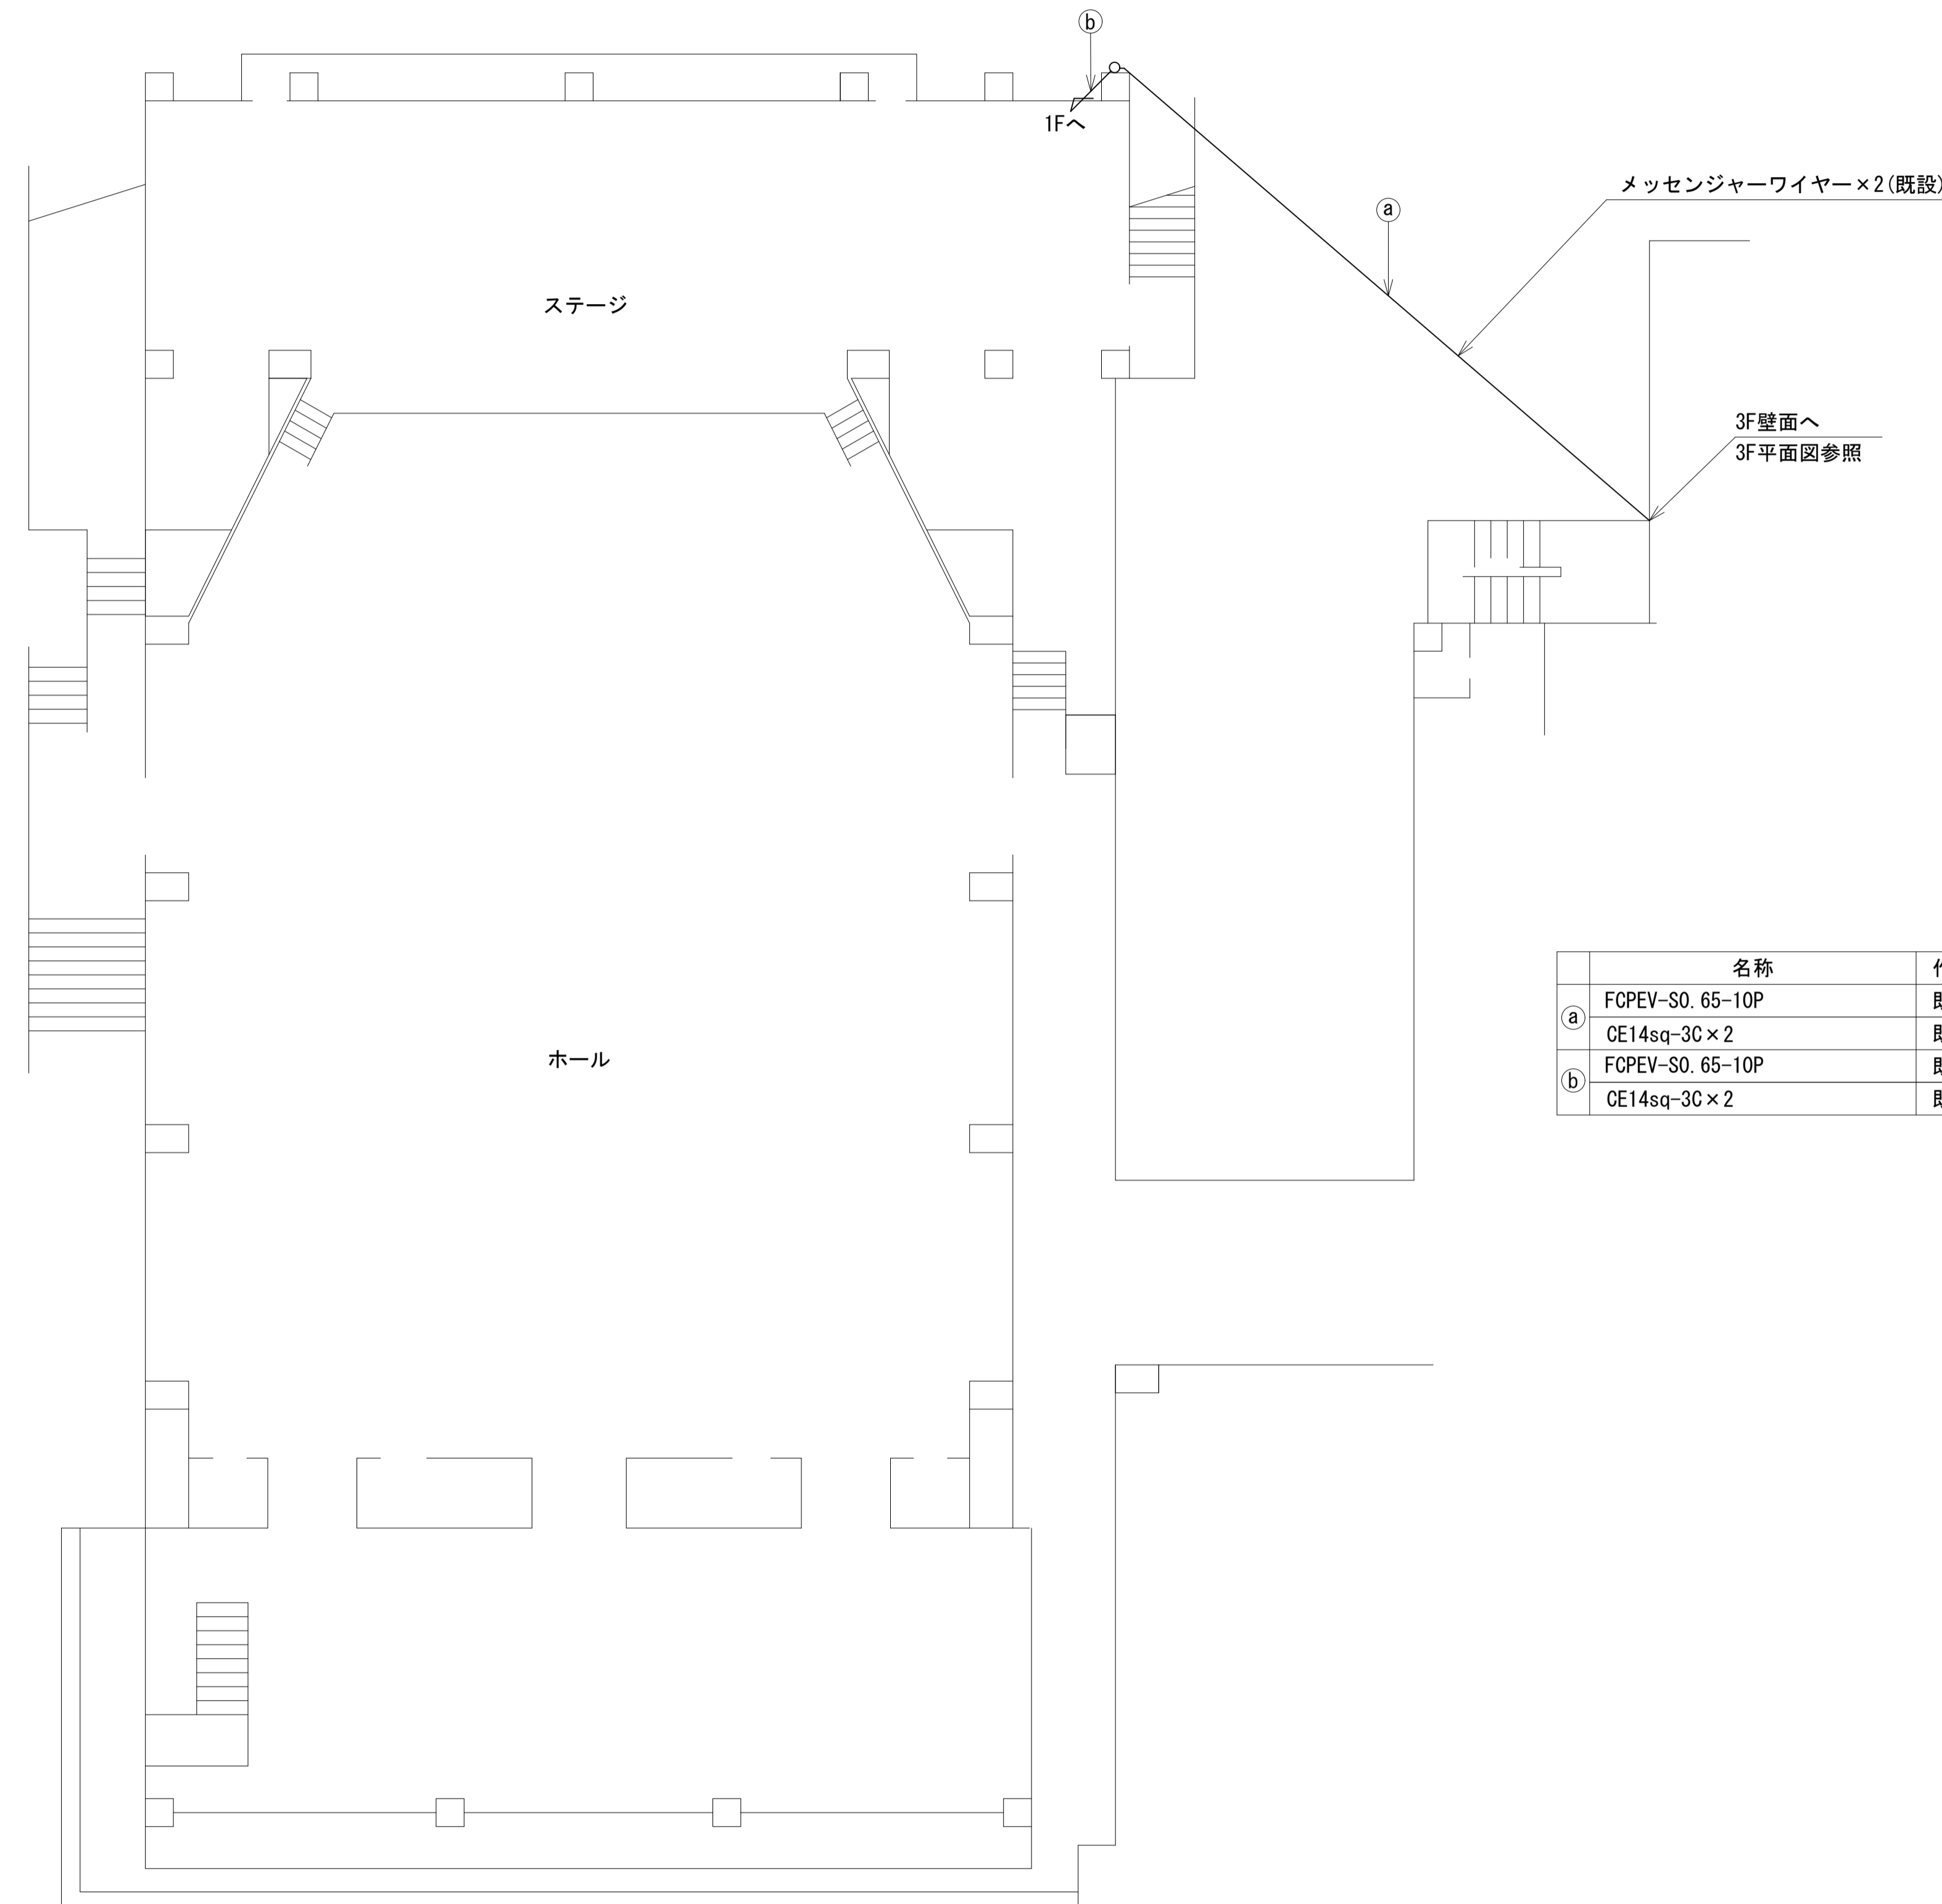 b
1Fへ
メッセンジャーワイヤー×2(既設)
a
ステージ
3F壁面へ
3F平面図参照
ホール
名称
a
FCPEV-S0.65-10P
CE14sq-3C×2
b
FCPEV-S0.65-10P
CE14sq-3C×2